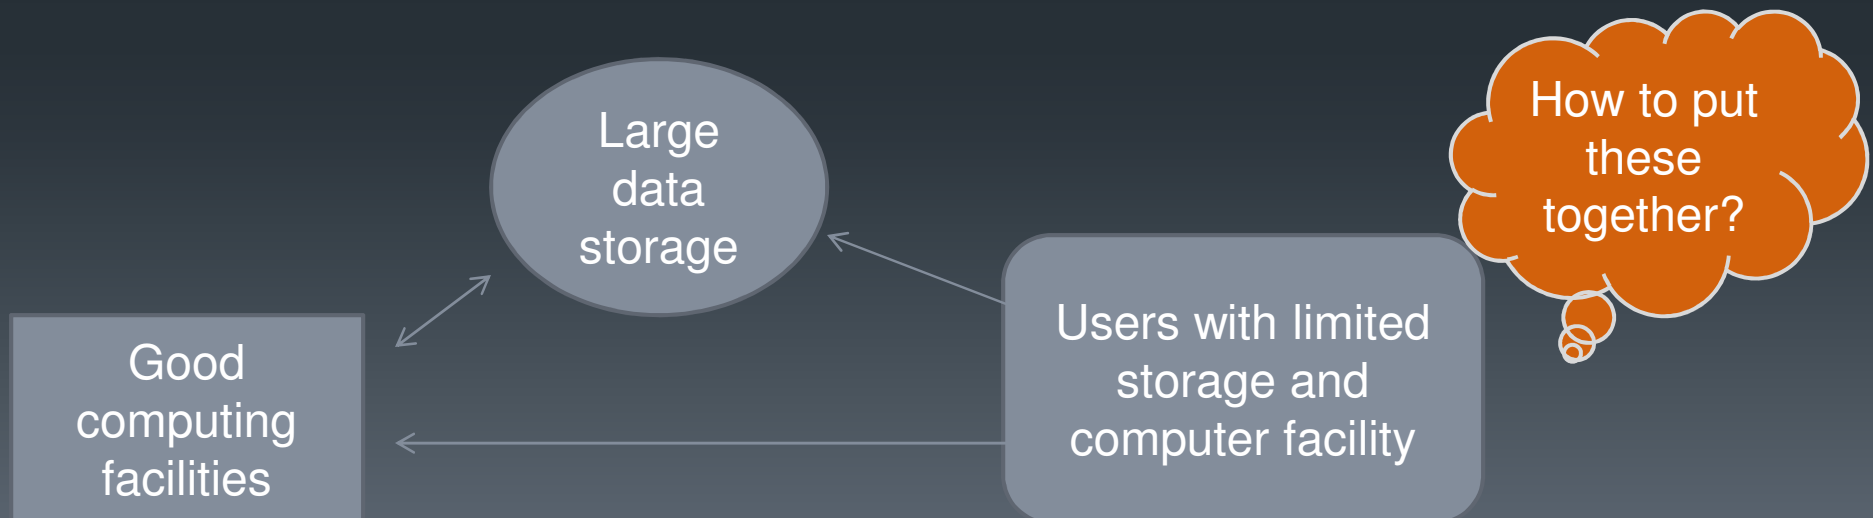 Large
data
storage
How to put
these
together?
Good
computing
facilities
Users with limited
storage and
computer facility